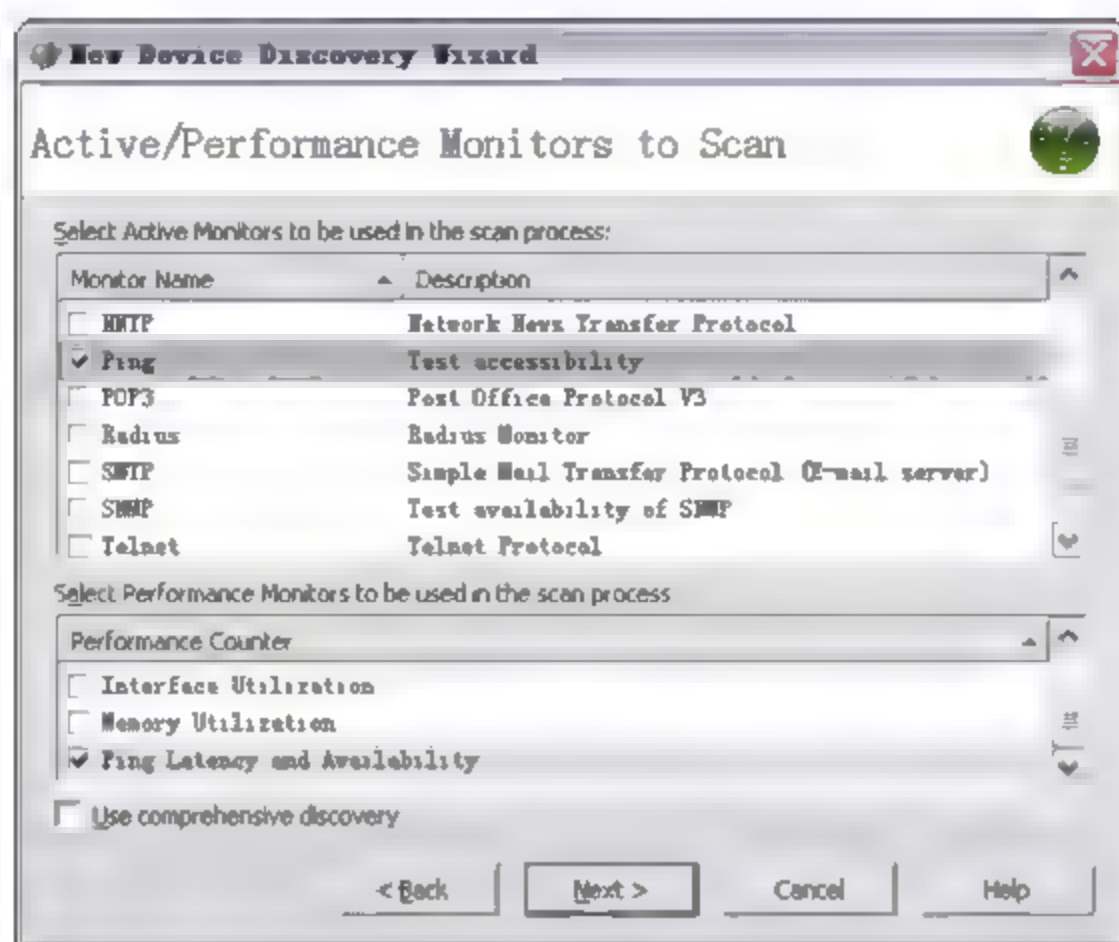 New Device Discovery Wizard
Active/Performance Monitors to Scan
Select Active Monitors to be used in the scan process:
Monitor Name Description
NNTP Network News Transfer Protocol
Ping Test accessibility
POP3 Post Office Protocol V3
Radius Radius Monitor
SMTP Simple Mail Transfer Protocol (E-mail server)
SNMP Test availability of SNMP
Telnet Telnet Protocol
Select Performance Monitors to be used in the scan process
Performance Counter
Interface Utilization
Memory Utilization
Ping Latency and Availability
Use comprehensive discovery
< Back Next > Cancel Help